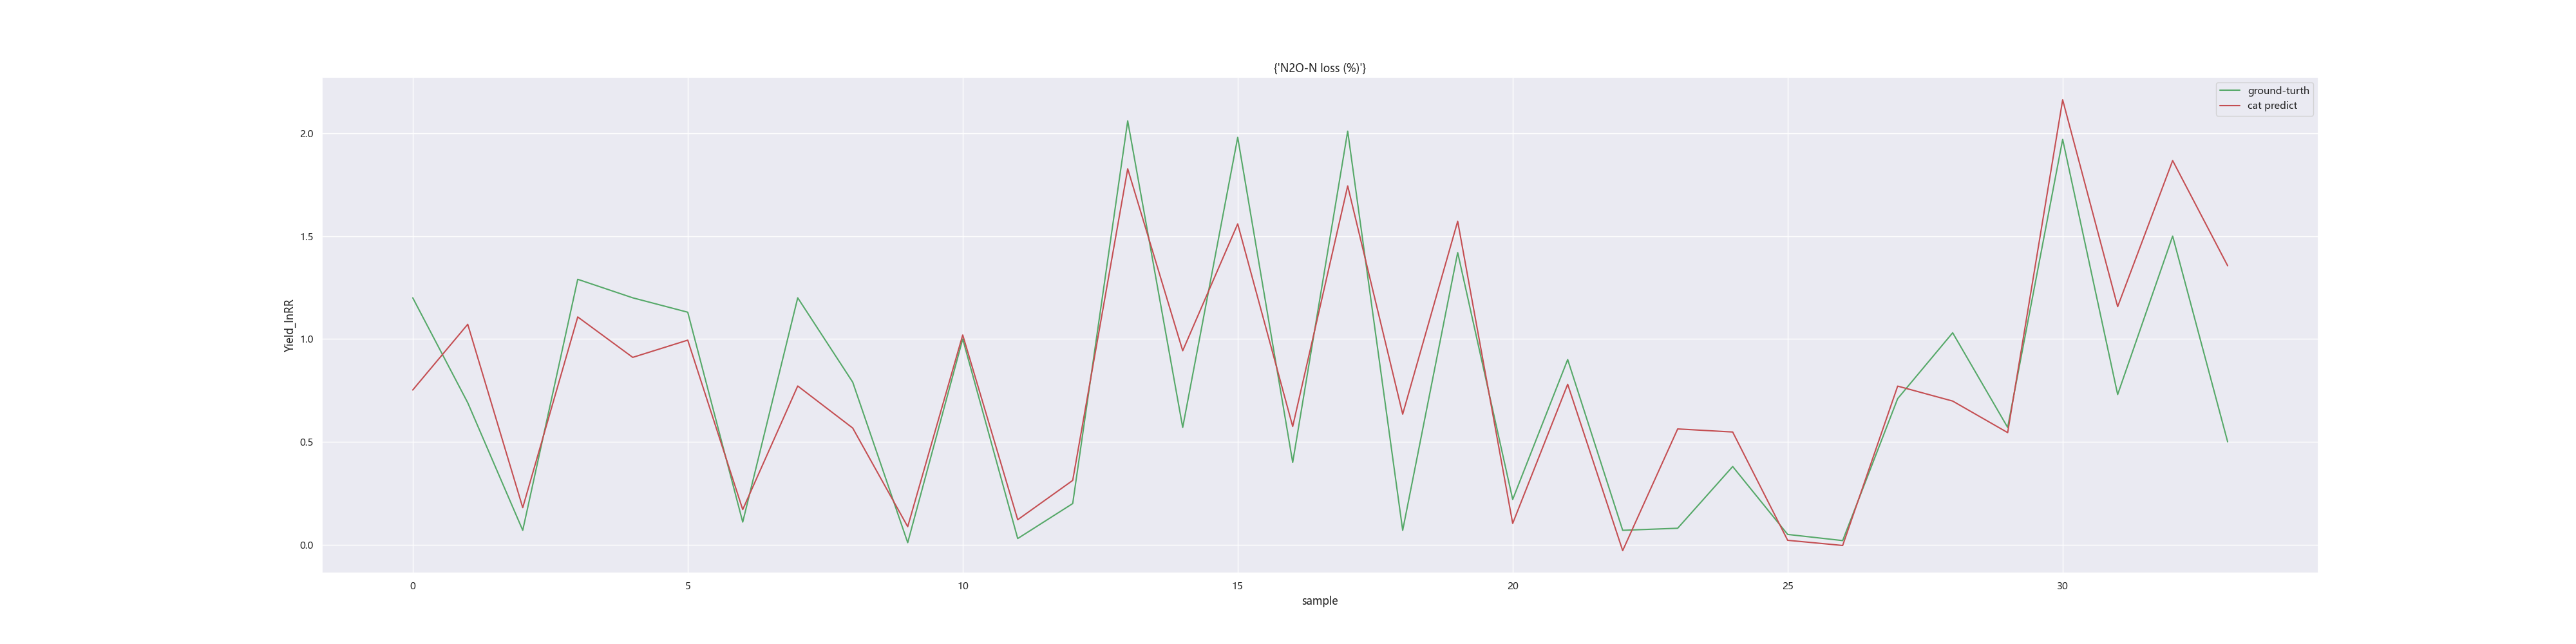 {'N2O-N loss (%)'}
ground-turth
cat predict
2.0
1.5
1.0
0.5
0.0
Yield_lnRR
0 5 10 15 20 25 30
sample